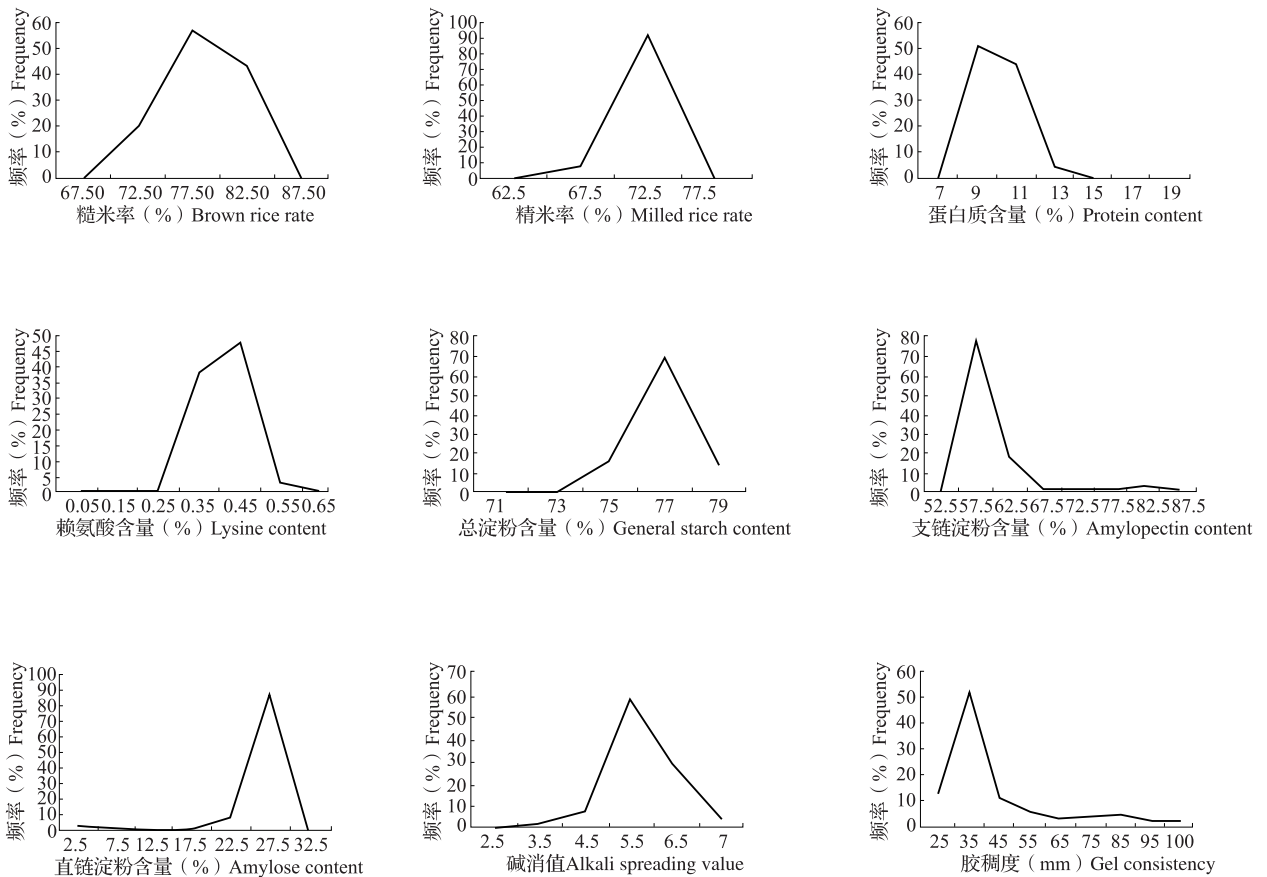 频率（%）Frequency
60
50
40
30
20
10
0
67.50 72.50 77.50 82.50 87.50
糙米率（%）Brown rice rate
频率（%）Frequency
100
90
80
70
60
50
40
30
20
10
0
62.5 67.5 72.5 77.5
精米率（%）Milled rice rate
频率（%）Frequency
60
50
40
30
20
10
0
7 9 11 13 15 17 19
蛋白质含量（%）Protein content
频率（%）Frequency
50
45
40
35
30
25
20
15
10
5
0
0.05 0.15 0.25 0.35 0.45 0.55 0.65
赖氨酸含量（%）Lysine content
频率（%）Frequency
80
70
60
50
40
30
20
10
0
71 73 75 77 79
总淀粉含量（%）General starch content
频率（%）Frequency
80
70
60
50
40
30
20
10
0
52.5 57.5 62.5 67.5 72.5 77.5 82.5 87.5
支链淀粉含量（%）Amylopectin content
频率（%）Frequency
100
90
80
70
60
50
40
30
20
10
0
2.5 7.5 12.5 17.5 22.5 27.5 32.5
直链淀粉含量（%）Amylose content
频率（%）Frequency
70
60
50
40
30
20
10
0
2.5 3.5 4.5 5.5 6.5 7
碱消值Alkali spreading value
频率（%）Frequency
60
50
40
30
20
10
0
25 35 45 55 65 75 85 95 100
胶稠度（mm）Gel consistency